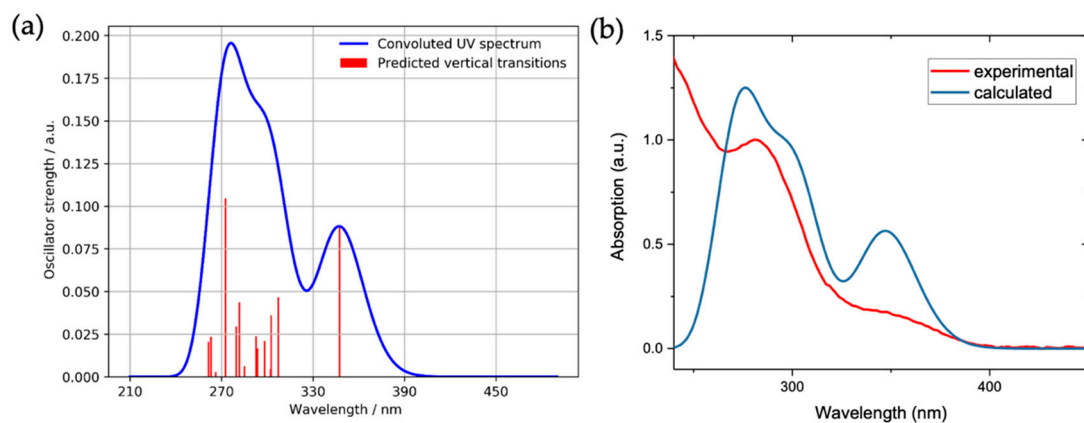 (a)
0.200
0.175
0.150
0.125
0.100
0.075
0.050
0.025
0.000
Oscillator strength / a.u.
Convoluted UV spectrum
Predicted vertical transitions
210
270
330
390
450
Wavelength / nm
(b)
1.5
1.0
0.5
0.0
Absorption (a.u.)
experimental
calculated
300
400
Wavelength (nm)